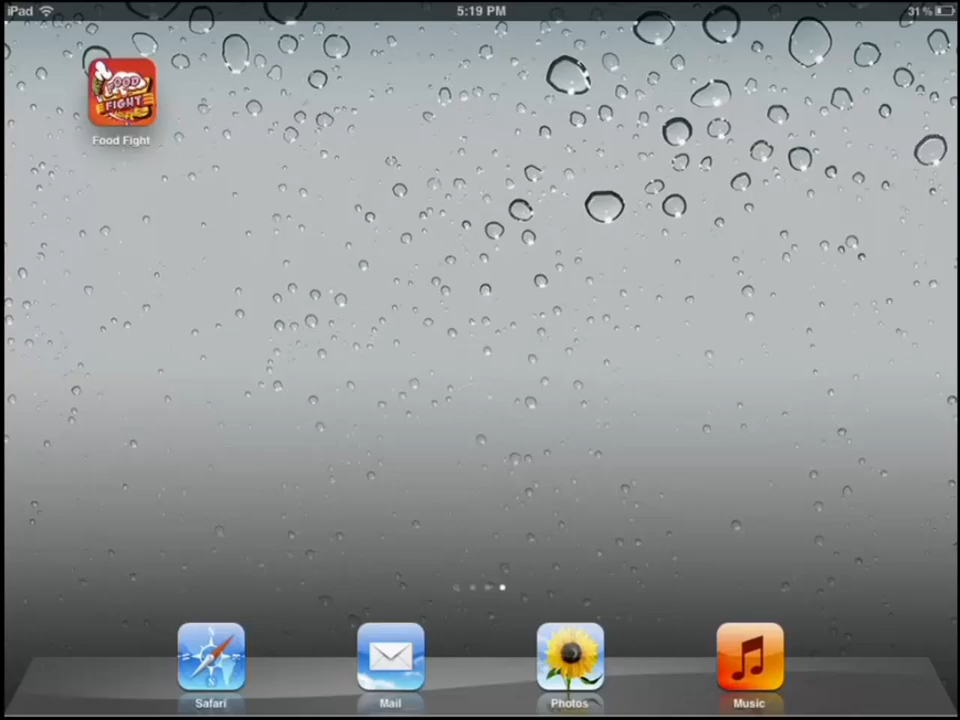 iPad 5:19 PM 31%
FOOD
FIGHT
Food Fight
Safari Mail Photos Music